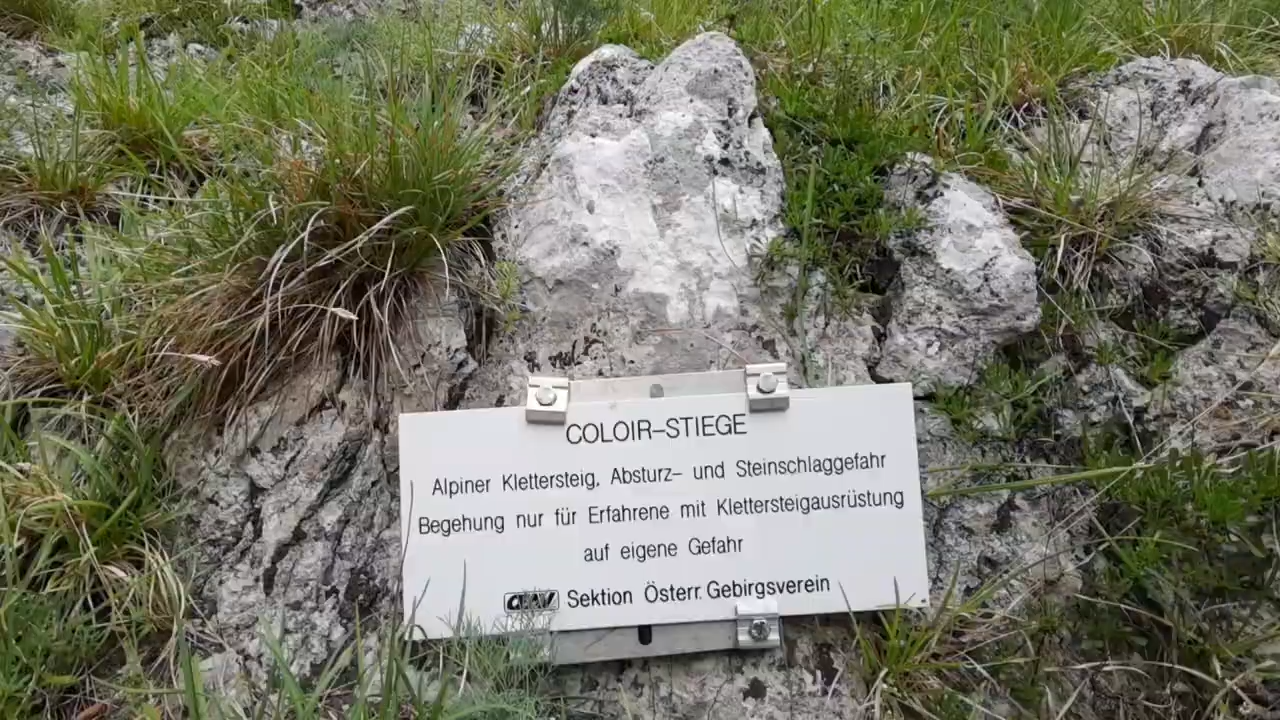 COLOIR-STIEGE
Alpiner Klettersteig, Absturz- und Steinschlaggefahr
Begehung nur für Erfahrene mit Klettersteigausrüstung
auf eigene Gefahr
OEAV Sektion Österr. Gebirgsverein